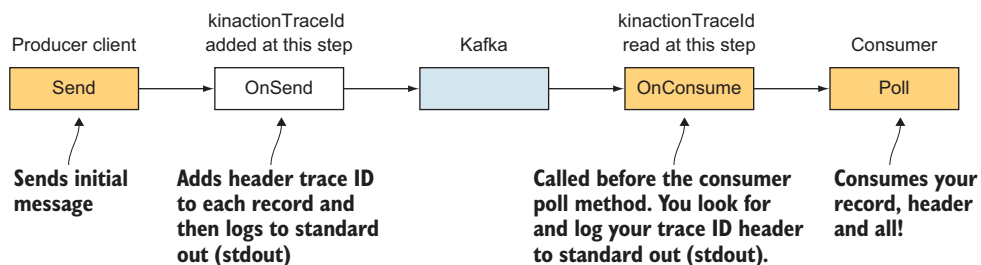 Producer client
kinactionTraceId
added at this step
Kafka
kinactionTraceId
read at this step
Consumer
Send
OnSend
OnConsume
Poll
Sends initial
message
Adds header trace ID
to each record and
then logs to standard
out (stdout)
Called before the consumer
poll method. You look for
and log your trace ID header
to standard out (stdout).
Consumes your
record, header
and all!